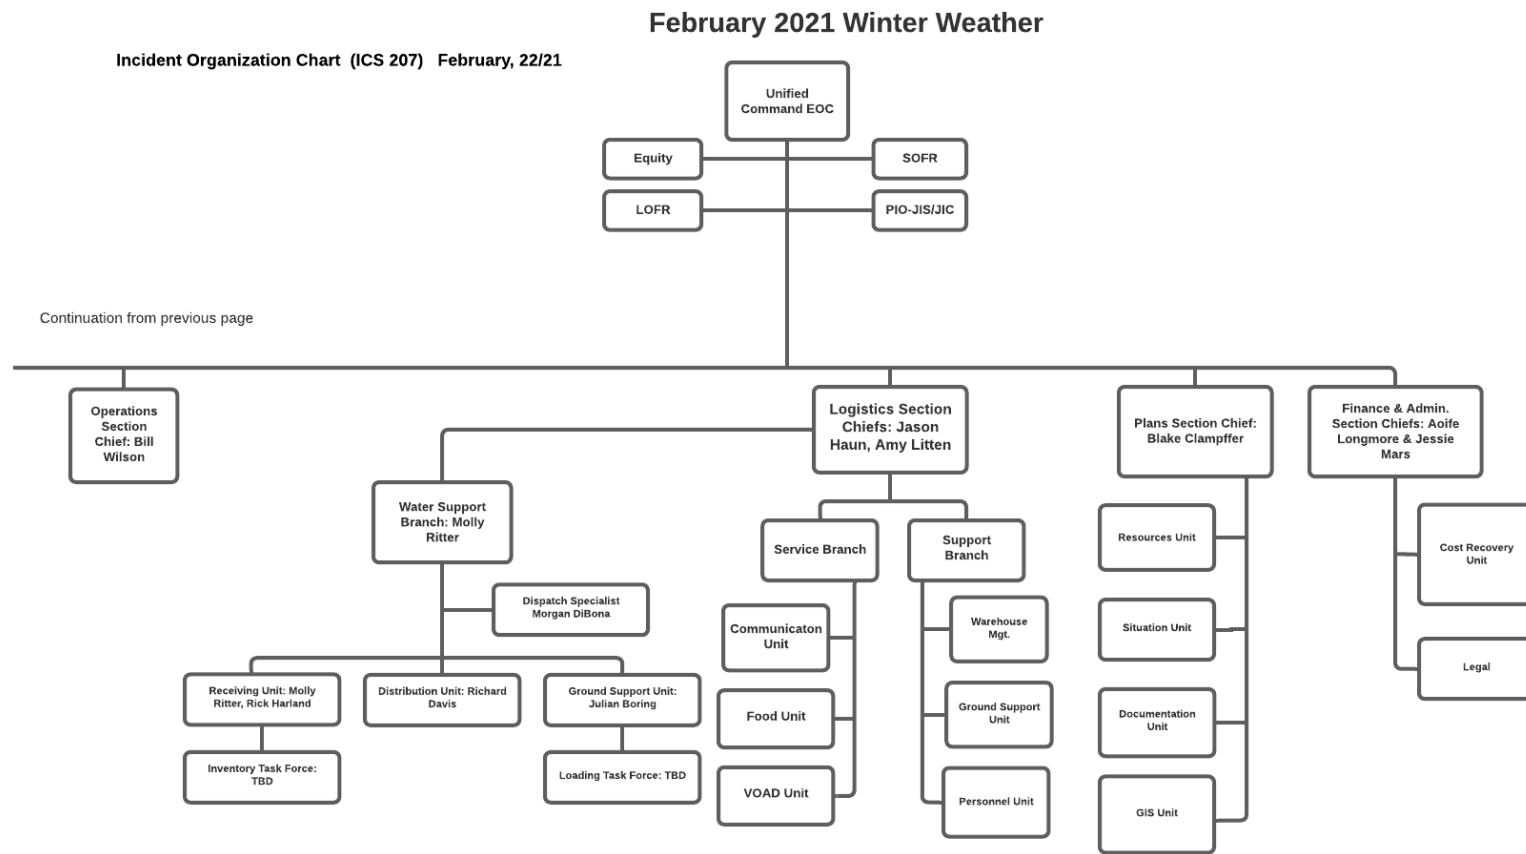 February 2021 Winter Weather
Incident Organization Chart  (ICS 207)   February, 22/21
Unified
Command EOC
Equity
SOFR
LOFR
PIO-JIS/JIC
Continuation from previous page
Operations
Section
Chief: Bill
Wilson
Logistics Section
Chiefs: Jason
Haun, Amy Litten
Plans Section Chief:
Blake Clampffer
Finance & Admin.
Section Chiefs: Aoife
Longmore & Jessie
Mars
Water Support
Branch: Molly
Ritter
Dispatch Specialist
Morgan DiBona
Receiving Unit: Molly
Ritter, Rick Harland
Distribution Unit: Richard
Davis
Ground Support Unit:
Julian Boring
Inventory Task Force:
TBD
Loading Task Force: TBD
Service Branch
Support
Branch
Communicaton
Unit
Food Unit
VOAD Unit
Warehouse
Mgt.
Ground Support
Unit
Personnel Unit
Resources Unit
Situation Unit
Documentation
Unit
GIS Unit
Cost Recovery
Unit
Legal